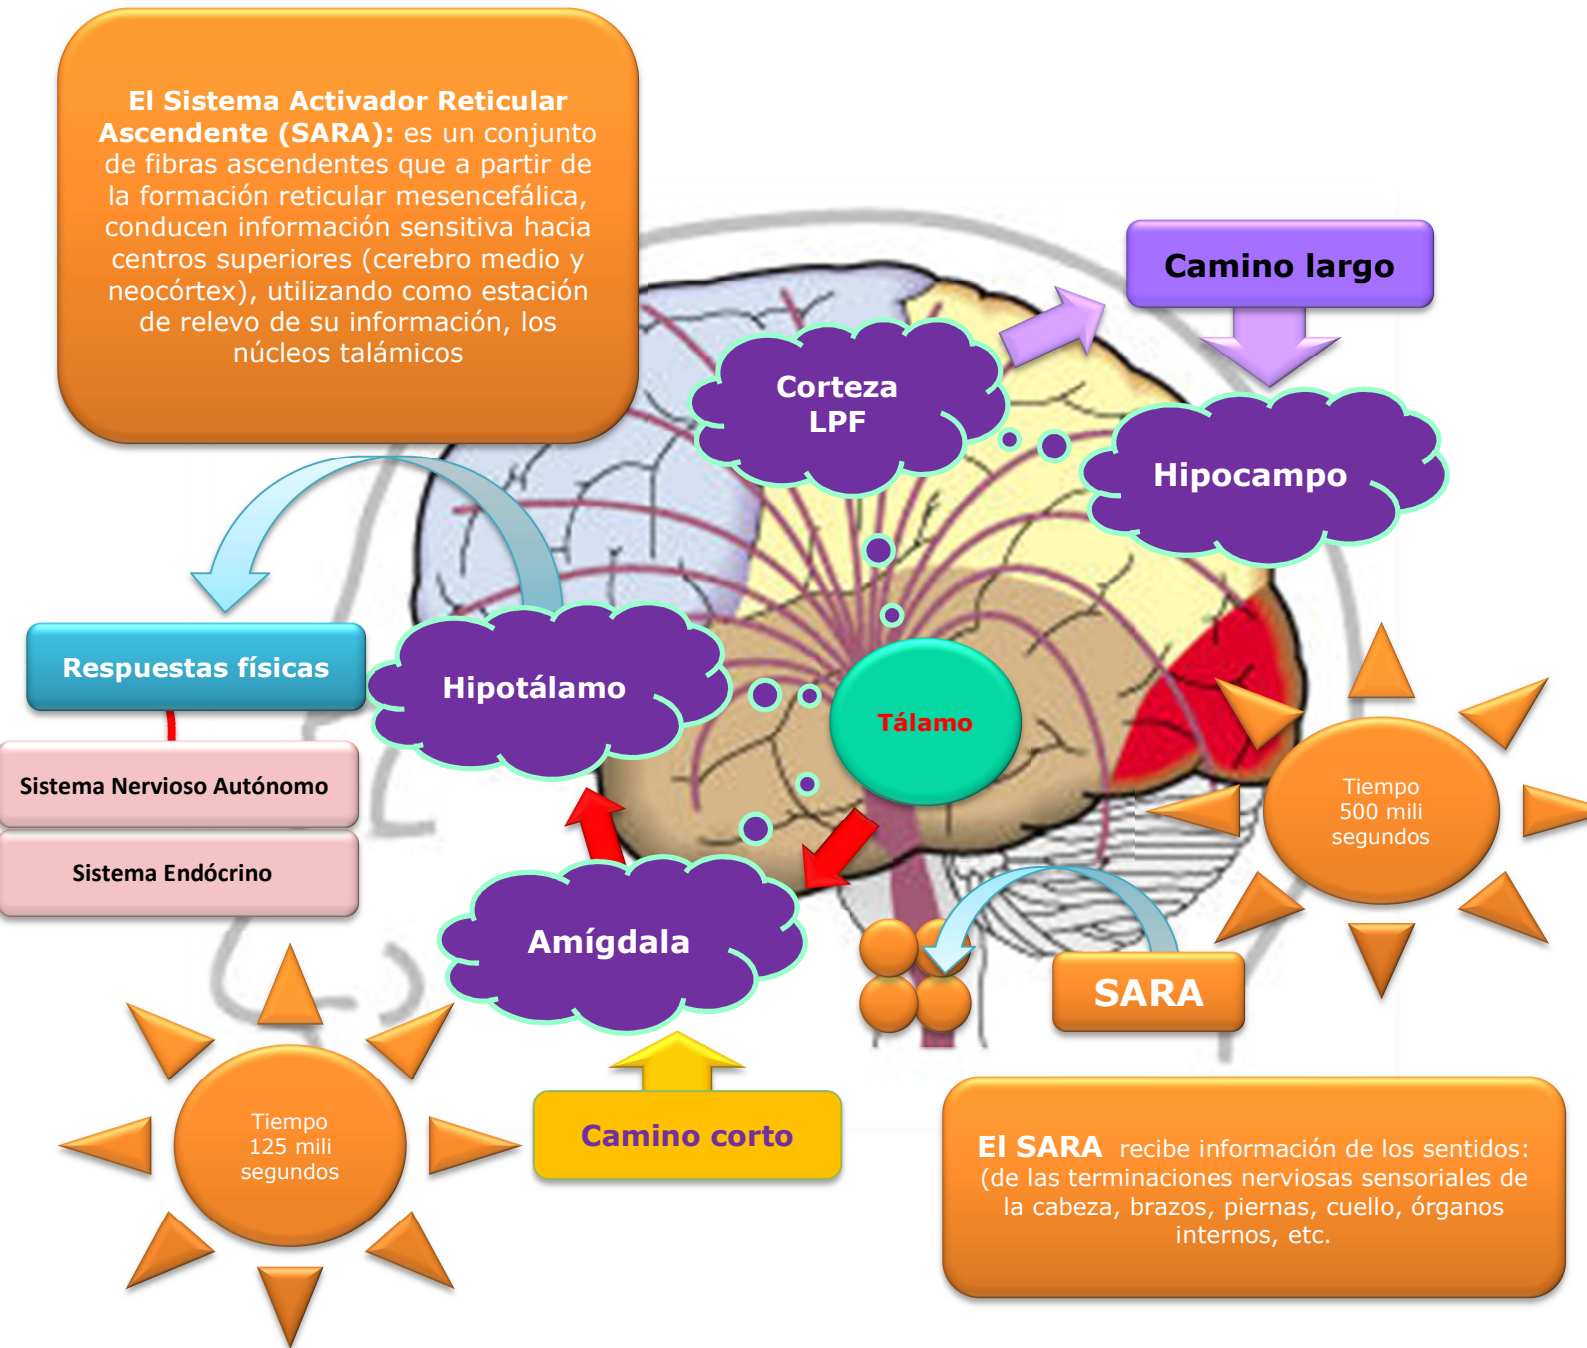 El Sistema Activador Reticular
Ascendente (SARA): es un conjunto
de fibras ascendentes que a partir de
la formación reticular mesencefálica,
conducen información sensitiva hacia
centros superiores (cerebro medio y
neocórtex), utilizando como estación
de relevo de su información, los
núcleos talámicos
Camino largo
Corteza
LPF
Hipocampo
Respuestas físicas
Hipotálamo
Tálamo
Sistema Nervioso Autónomo
Sistema Endócrino
Tiempo
500 mili
segundos
Amígdala
SARA
Tiempo
125 mili
segundos
Camino corto
El SARA recibe información de los sentidos:
(de las terminaciones nerviosas sensoriales de
la cabeza, brazos, piernas, cuello, órganos
internos, etc.